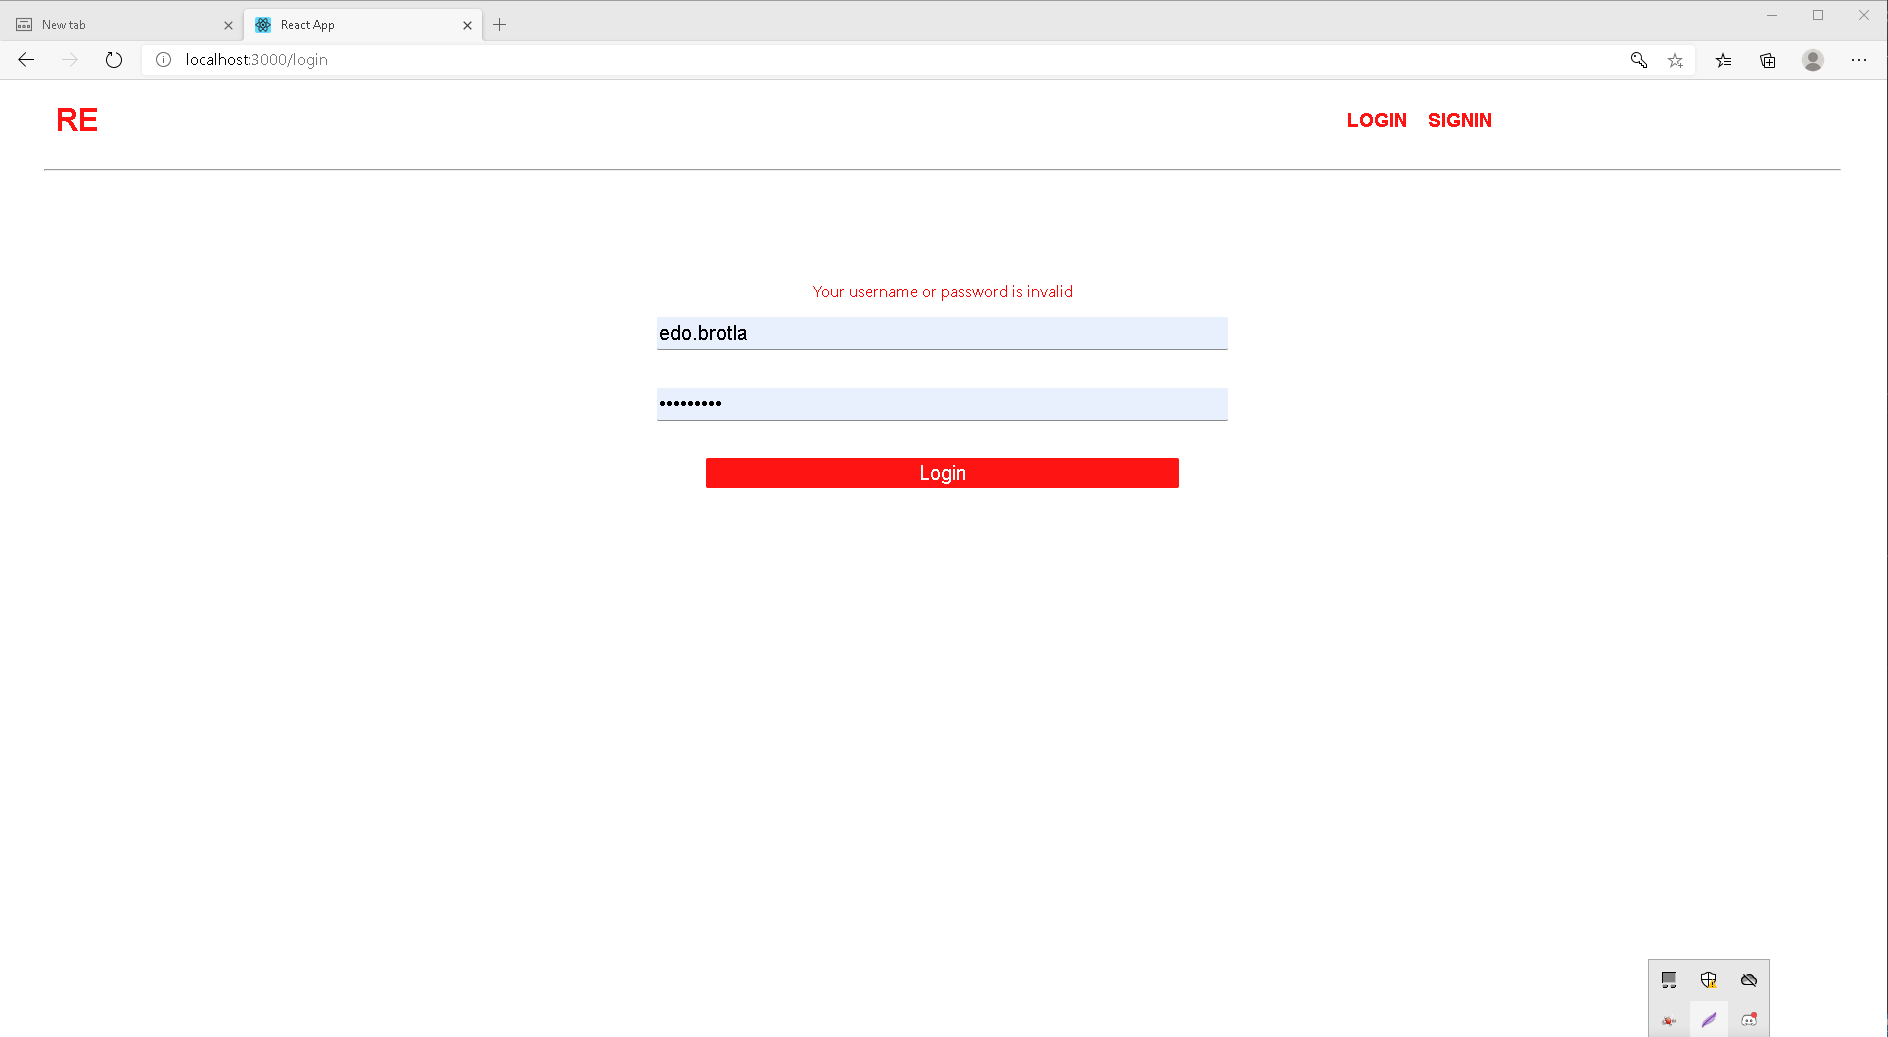 New tab
React App
localhost:3000/login
RE
LOGIN SIGNIN
Your username or password is invalid
edo.brotla
•••••••••
Login